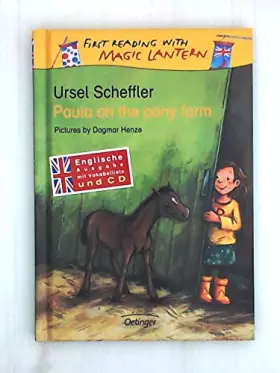 FIRST READING WITH
MAGIC LANTERN
Ursel Scheffler
Paula on the pony farm
Pictures by Dagmar Henze
Englische
Ausgabe
mit Vokabelliste
und CD
Oetinger